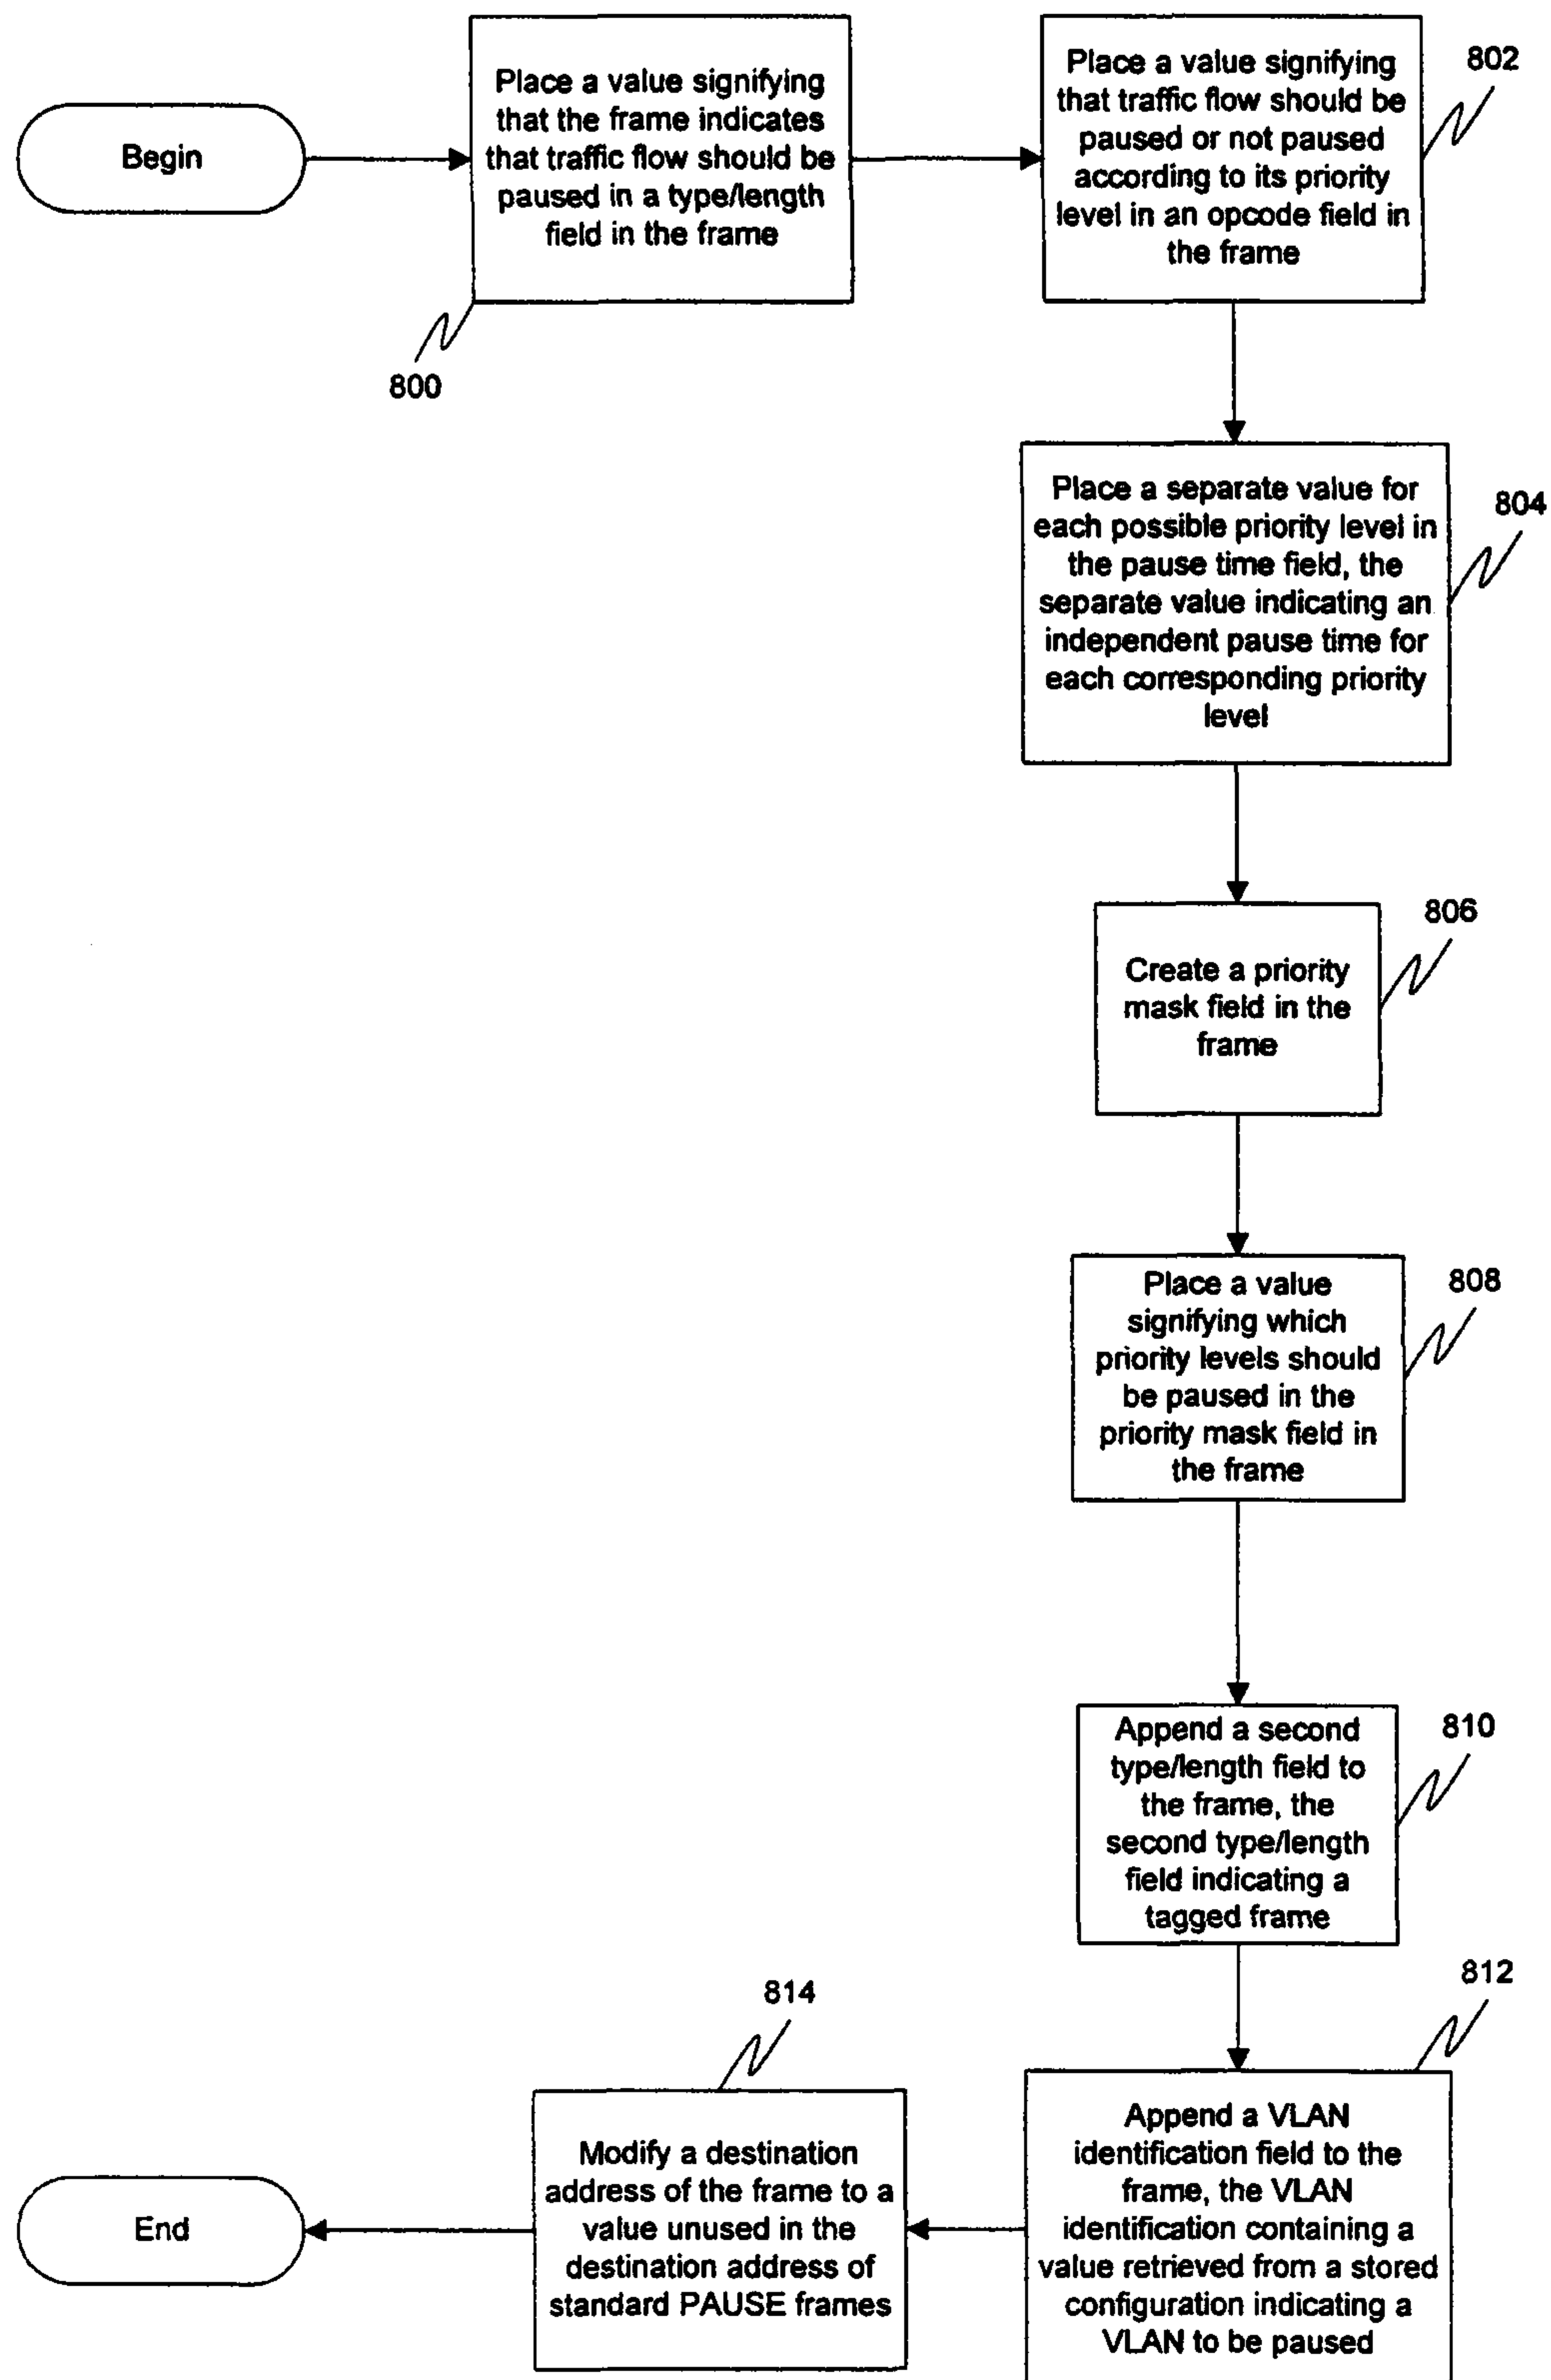 Begin
Place a value signifying
that the frame indicates
that traffic flow should be
paused in a type/length
field in the frame
800
Place a value signifying
that traffic flow should be
paused or not paused
according to its priority
level in an opcode field in
the frame
802
Place a separate value for
each possible priority level in
the pause time field, the
separate value indicating an
independent pause time for
each corresponding priority
level
804
Create a priority
mask field in the
frame
806
Place a value
signifying which
priority levels should
be paused in the
priority mask field in
the frame
808
Append a second
type/length field to
the frame, the
second type/length
field indicating a
tagged frame
810
Append a VLAN
identification field to the
frame, the VLAN
identification containing a
value retrieved from a stored
configuration indicating a
VLAN to be paused
812
Modify a destination
address of the frame to a
value unused in the
destination address of
standard PAUSE frames
814
End